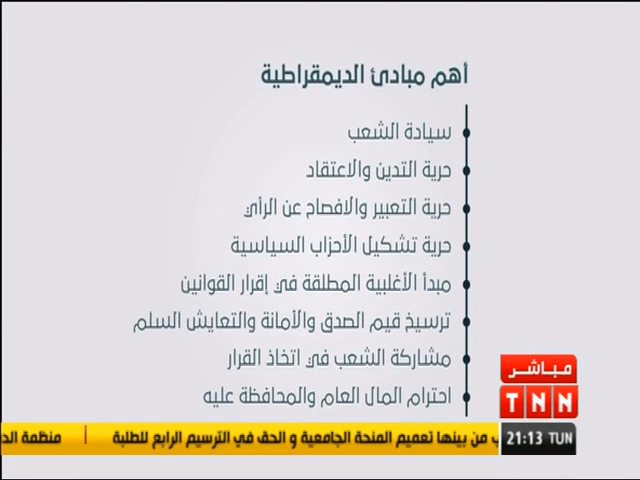 أهم مبادئ الديمقراطية
سيادة الشعب
حرية التدين والاعتقاد
حرية التعبير والافصاح عن الرأي
حرية تشكيل الأحزاب السياسية
مبدأ الأغلبية المطلقة في إقرار القوانين
ترسيخ قيم الصدق والأمانة والتعايش السلم
مشاركة الشعب في اتخاذ القرار
احترام المال العام والمحافظة عليه
مباشر
TNN
21:13 TUN
من بينها تعميم المنحة الجامعية و الحق في الترسيم الرابع للطلبة | منظمة